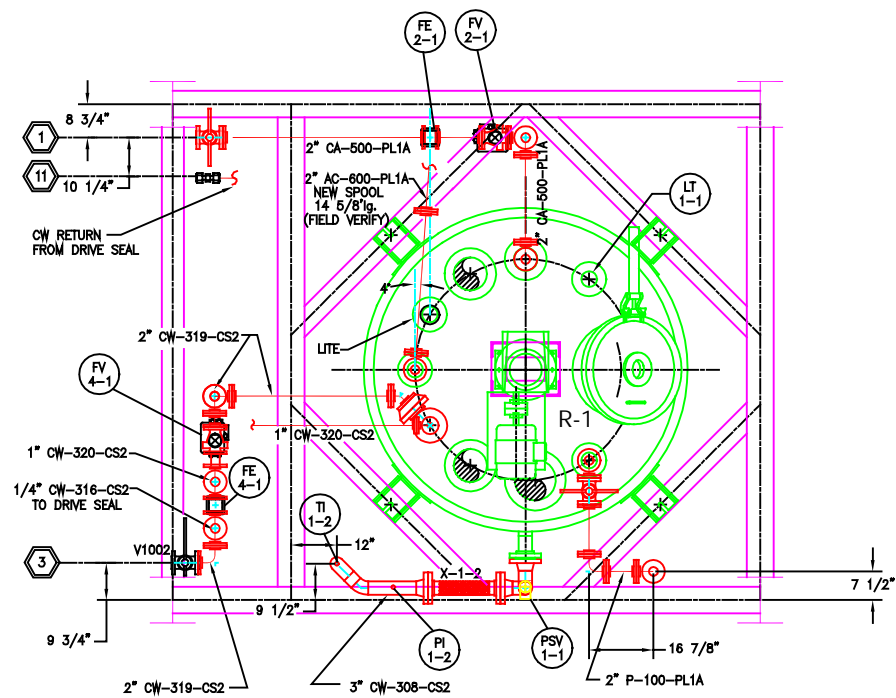 FE
2-1
FV
2-1
8 3/4"
1
2" CA-500-PL1A
11
10 1/4"
2" AC-600-PL1A
NEW SPOOL
14 5/8"lg.
(FIELD VERIFY)
2" CA-500-PL1A
LT
1-1
CW RETURN
FROM DRIVE SEAL
4"
LITE
2" CW-319-CS2
FV
4-1
R-1
1" CW-320-CS2
1" CW-320-CS2
FE
4-1
1/4" CW-316-CS2
TO DRIVE SEAL
TI
1-2
V1002
12"
3
X-1-2
7 1/2"
9 1/2"
9 3/4"
PI
1-2
PSV
1-1
16 7/8"
2" CW-319-CS2
3" CW-308-CS2
2" P-100-PL1A